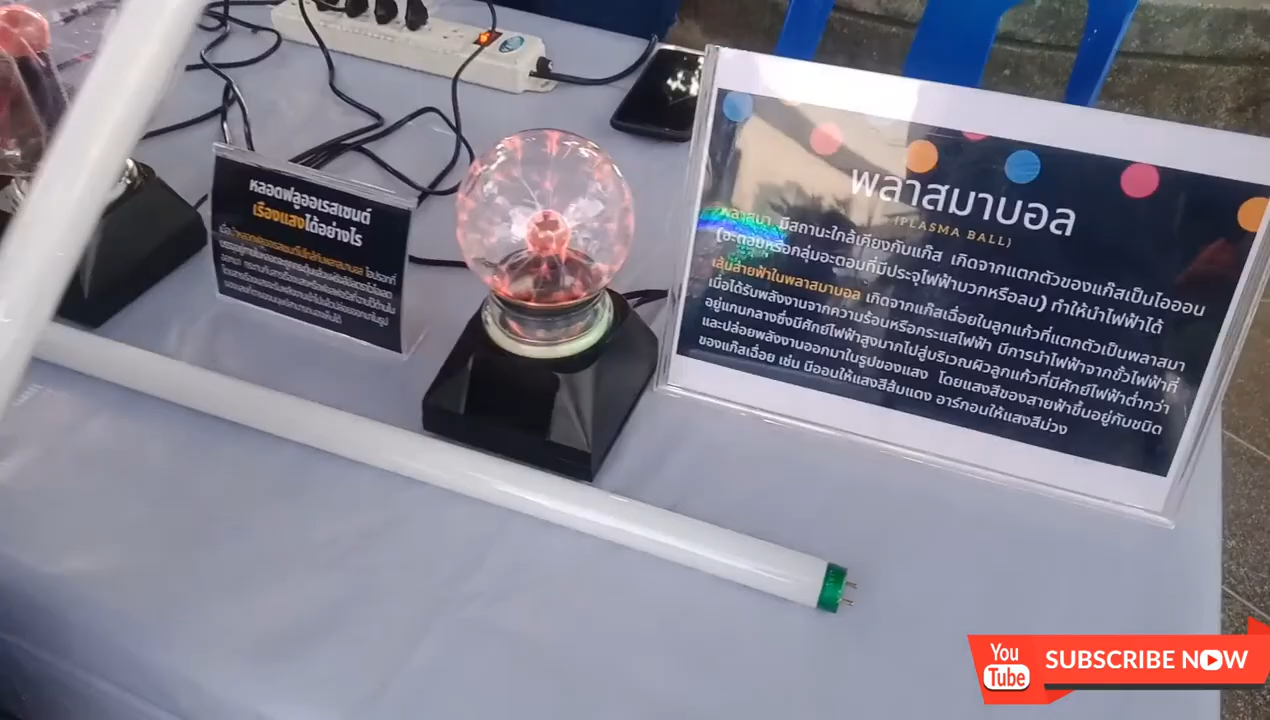 หลอดฟลูออเรสเซนต์
เรืองแสงได้อย่างไร
พลาสมาบอล
(PLASMA BALL)
พลาสมา มีสถานะใกล้เคียงกับแก๊ส เกิดจากแตกตัวของแก๊สเป็นไอออน
(อะตอมหรือกลุ่มอะตอมที่มีประจุไฟฟ้าบวกหรือลบ) ทำให้นำไฟฟ้าได้
เส้นสายฟ้าในพลาสมาบอล เกิดจากแก๊สเฉื่อยในลูกแก้วที่แตกตัวเป็นพลาสมา
เมื่อได้รับพลังงานจากความร้อนหรือกระแสไฟฟ้า มีการนำไฟฟ้าจากขั้วไฟฟ้าที่
อยู่แกนกลางซึ่งมีศักย์ไฟฟ้าสูงมากไปสู่บริเวณผิวลูกแก้วที่มีศักย์ไฟฟ้าต่ำกว่า
และปล่อยพลังงานออกมาในรูปของแสง โดยแสงสีของสายฟ้าขึ้นอยู่กับชนิด
ของแก๊สเฉื่อย เช่น นีออนให้แสงสีส้มแดง อาร์กอนให้แสงสีม่วง
You
Tube
SUBSCRIBE NOW